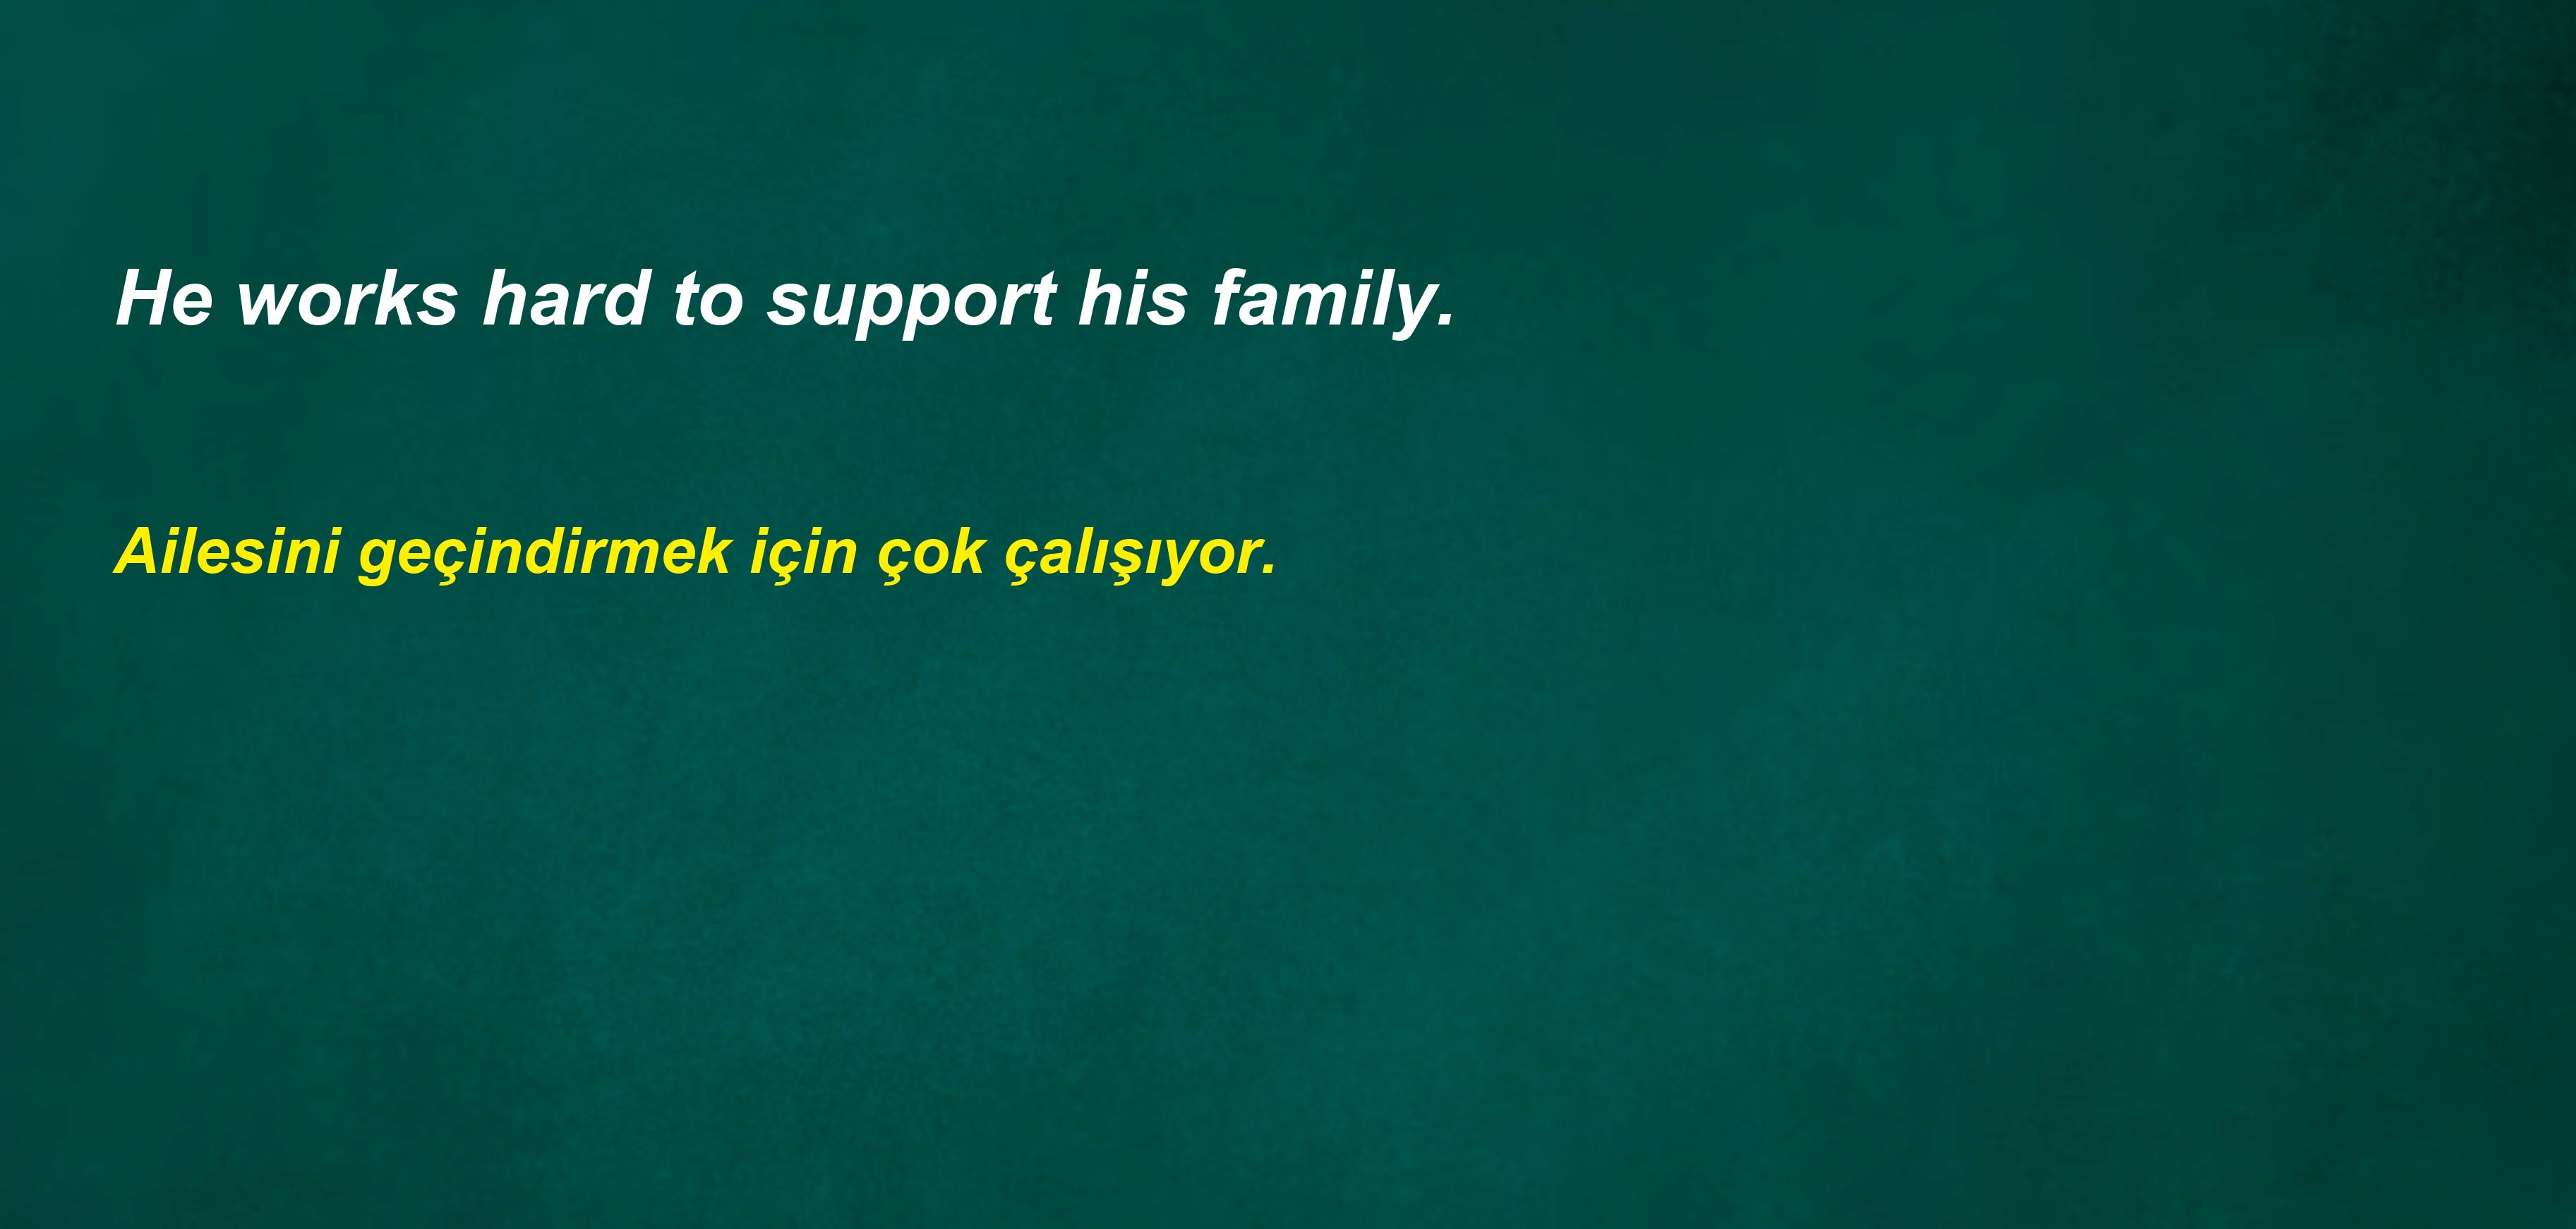 He works hard to support his family.
Ailesini geçindirmek için çok çalışıyor.